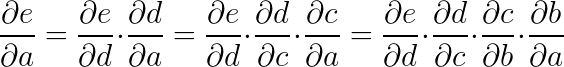 ∂e/∂a = ∂e/∂d · ∂d/∂a = ∂e/∂d · ∂d/∂c · ∂c/∂a = ∂e/∂d · ∂d/∂c · ∂c/∂b · ∂b/∂a